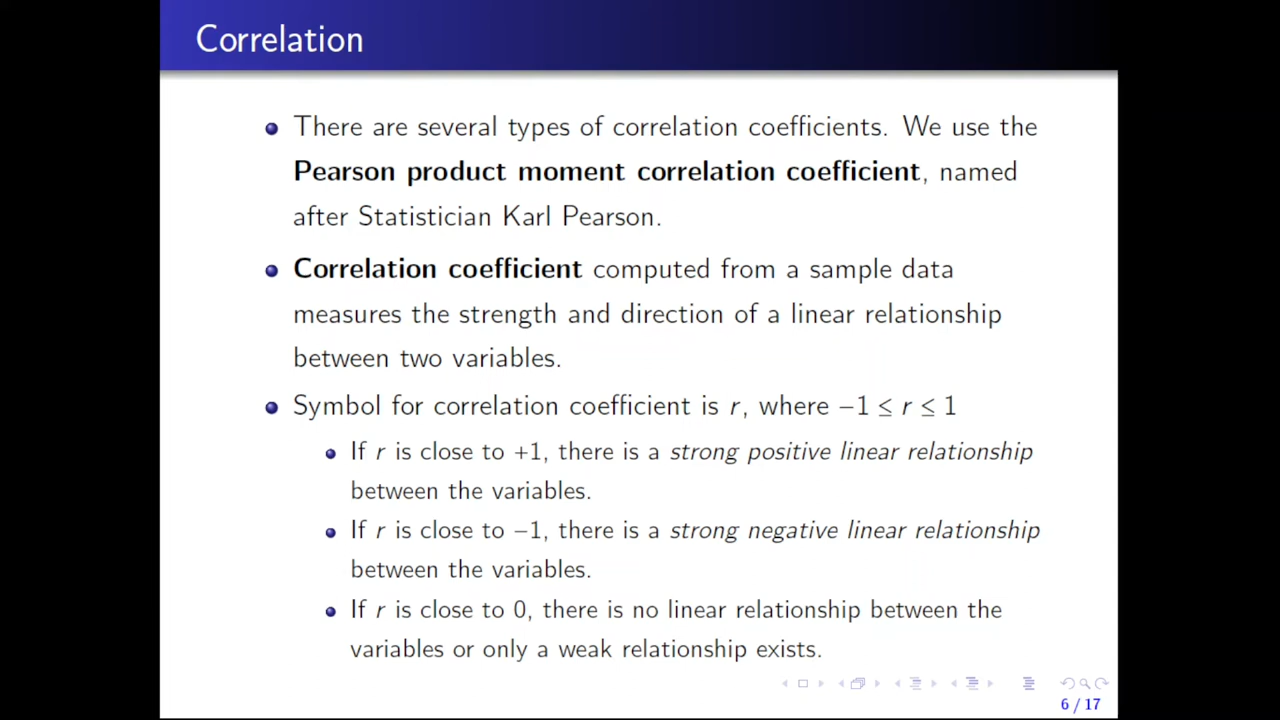 Correlation
There are several types of correlation coefficients. We use the
Pearson product moment correlation coefficient, named
after Statistician Karl Pearson.
Correlation coefficient computed from a sample data
measures the strength and direction of a linear relationship
between two variables.
Symbol for correlation coefficient is r, where −1 ≤ r ≤ 1
If r is close to +1, there is a strong positive linear relationship
between the variables.
If r is close to −1, there is a strong negative linear relationship
between the variables.
If r is close to 0, there is no linear relationship between the
variables or only a weak relationship exists.
6 / 17